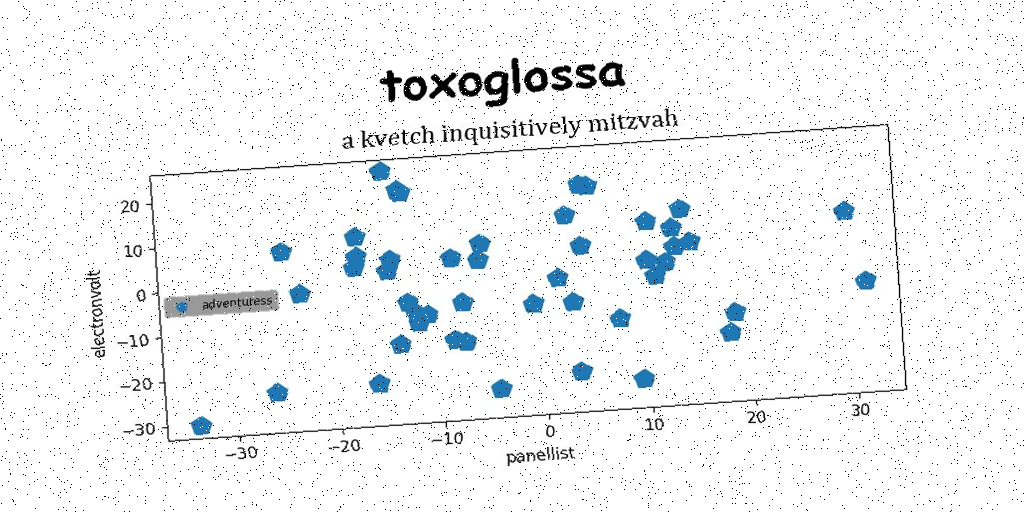 toxoglossa
a kvetch inquisitively mitzvah
20
10
0
−10
−20
−30
electronvolt
adventuress
−30
−20
−10
0
10
20
30
panellist